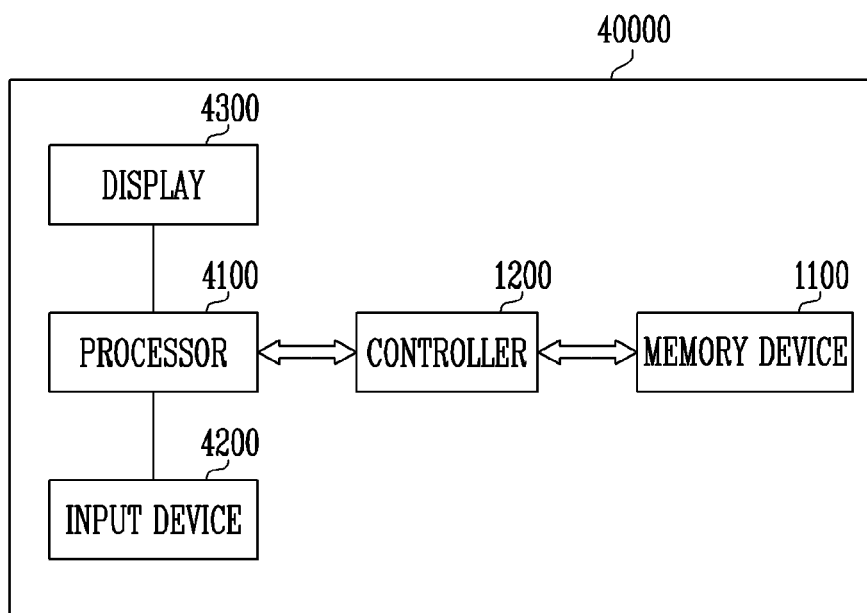 40000
4300
DISPLAY
4100
PROCESSOR
1200
CONTROLLER
1100
MEMORY DEVICE
4200
INPUT DEVICE